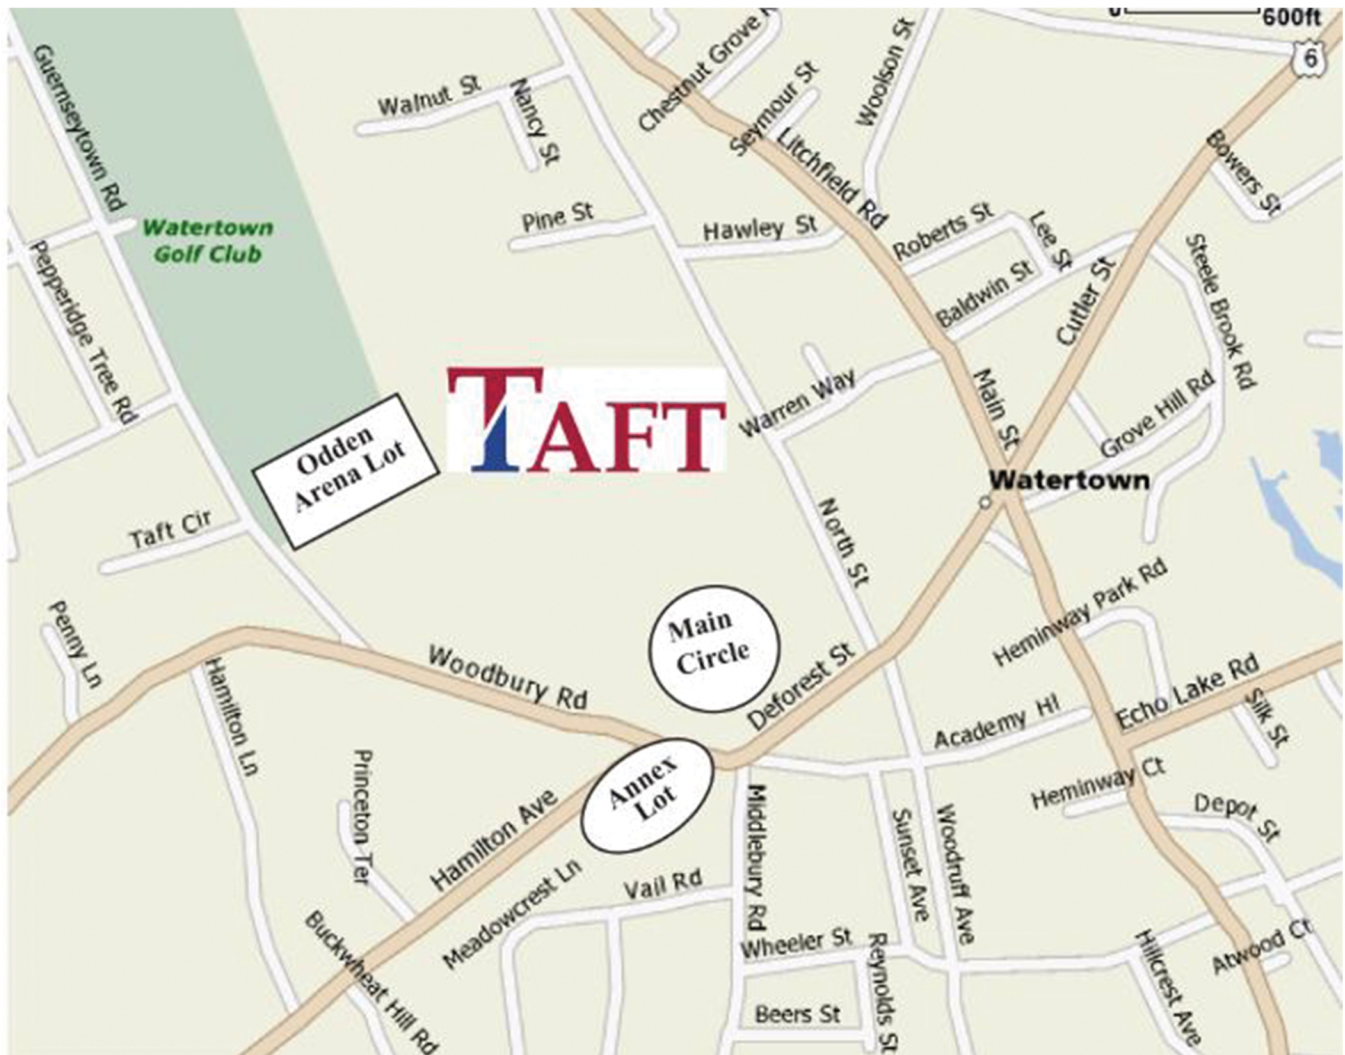 0
600ft
6
Guernseytown Rd
Walnut St
Nancy St
Chestnut Grove
Seymour St
Woolson St
Litchfield Rd
Bowers St
Watertown
Golf Club
Pine St
Hawley St
Roberts St
Lee St
Baldwin St
Cutler St
Steele Brook Rd
Pepperidge Tree Rd
TAFT
Warren Way
Main St
Grove Hill Rd
Odden
Arena Lot
Watertown
Taft Cir
North St
Penny Ln
Main
Circle
Heminway Park Rd
Woodbury Rd
Deforest St
Hamilton Ln
Academy Hl
Echo Lake Rd
Silk St
Princeton Ter
Annex
Lot
Hamilton Ave
Middlebury Rd
Heminway Ct
Depot St
Sunset Ave
Woodruff Ave
Meadowcrest Ln
Vail Rd
Buckwheat Hill Rd
Wheeler St
Reynolds St
Hillcrest Ave
Atwood Ct
Beers St